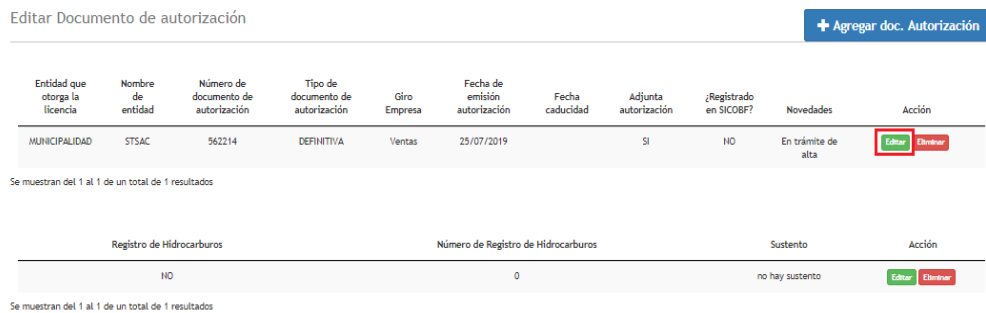 Editar Documento de autorización
+ Agregar doc. Autorización
Entidad que otorga la licencia Nombre de entidad Número de documento de autorización Tipo de documento de autorización Giro Empresa Fecha de emisión autorización Fecha caducidad Adjunta autorización ¿Registrado en SICOBF? Novedades Acción
MUNICIPALIDAD STSAC 562214 DEFINITIVA Ventas 25/07/2019 SI NO En trámite de alta Editar Eliminar
Se muestran del 1 al 1 de un total de 1 resultados
Registro de Hidrocarburos Número de Registro de Hidrocarburos Sustento Acción
NO 0 no hay sustento Editar Eliminar
Se muestran del 1 al 1 de un total de 1 resultados